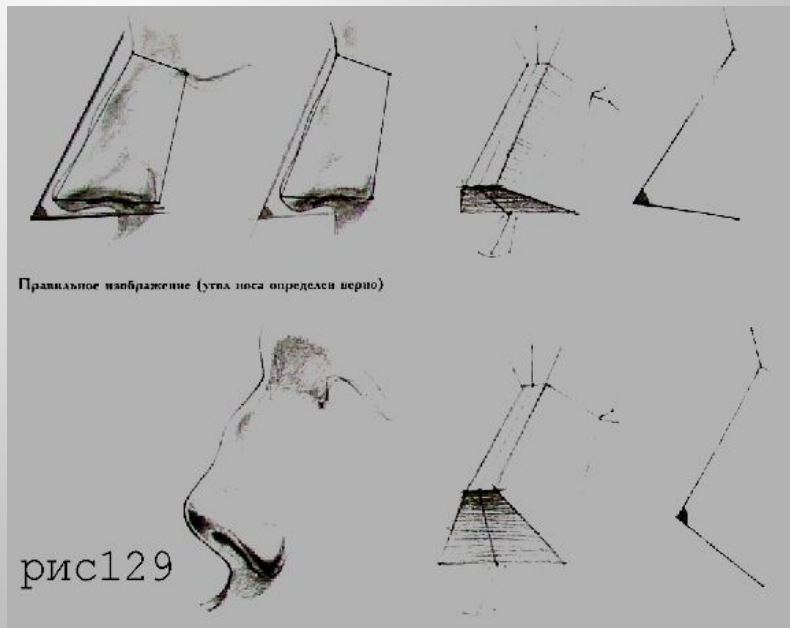 Правильное изображение (угол носа определен верно)
рис129